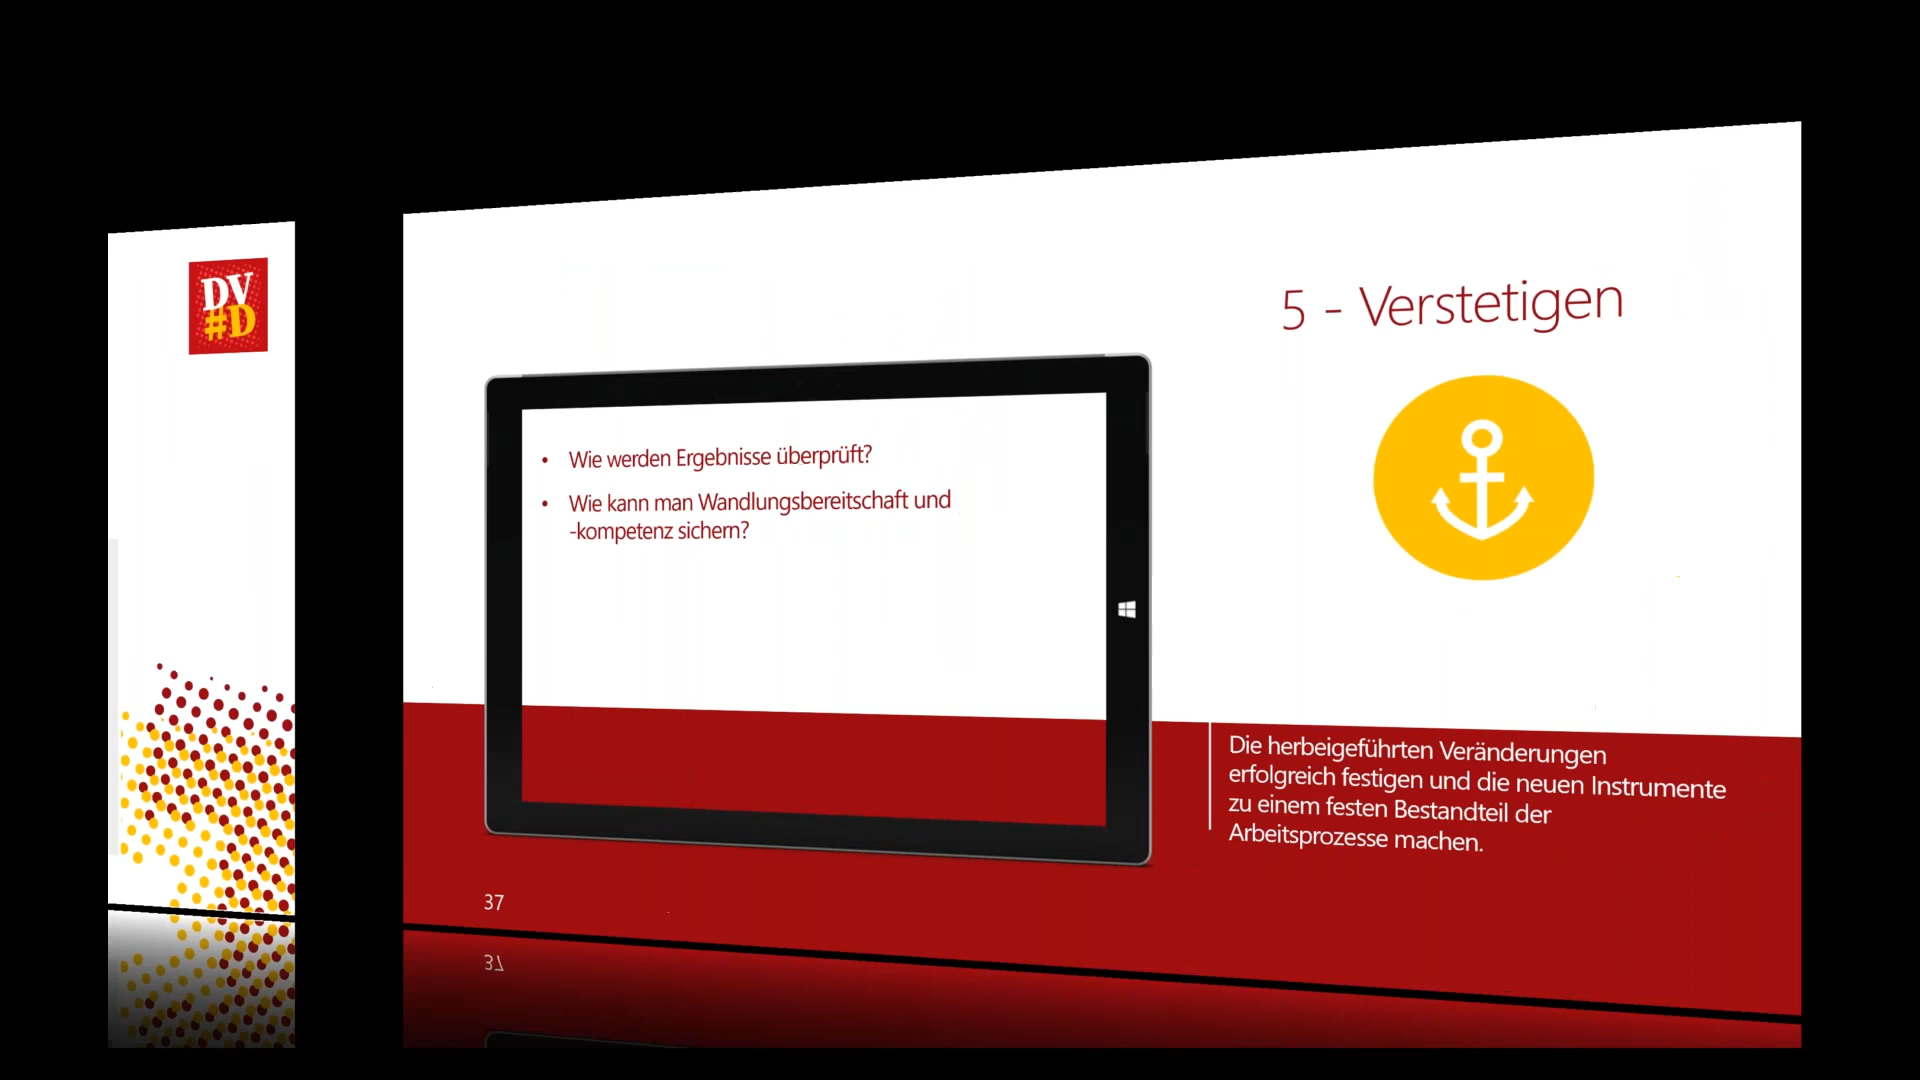 DV
#D
5 - Verstetigen
• Wie werden Ergebnisse überprüft?
• Wie kann man Wandlungsbereitschaft und
-kompetenz sichern?
Die herbeigeführten Veränderungen
erfolgreich festigen und die neuen Instrumente
zu einem festen Bestandteil der
Arbeitsprozesse machen.
37